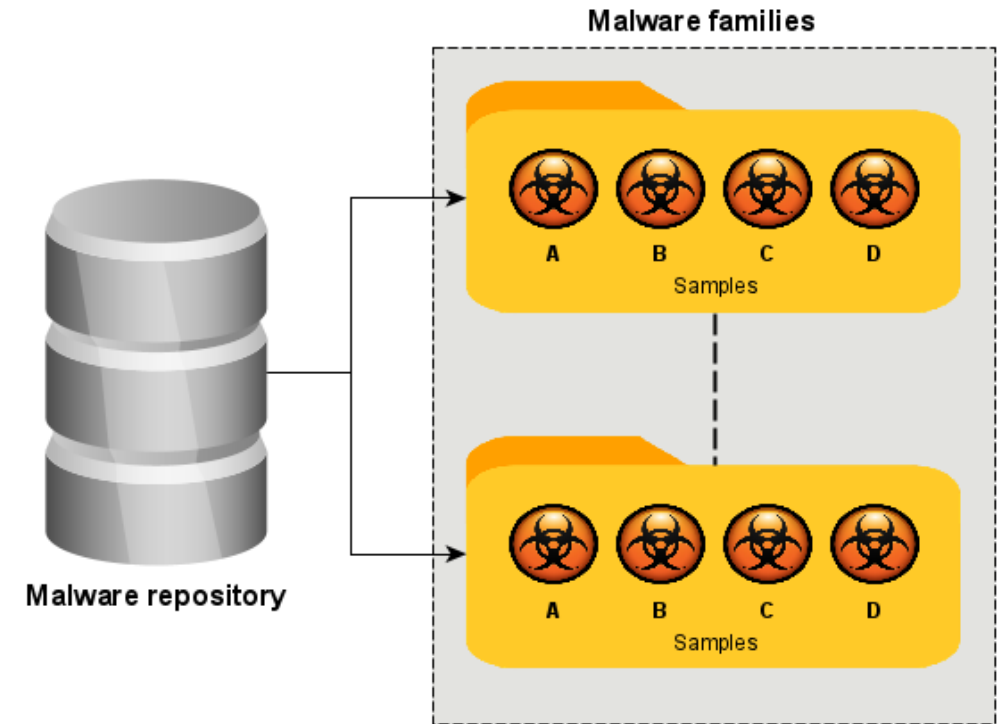 Malware families
A B C D
Samples
A B C D
Samples
Malware repository